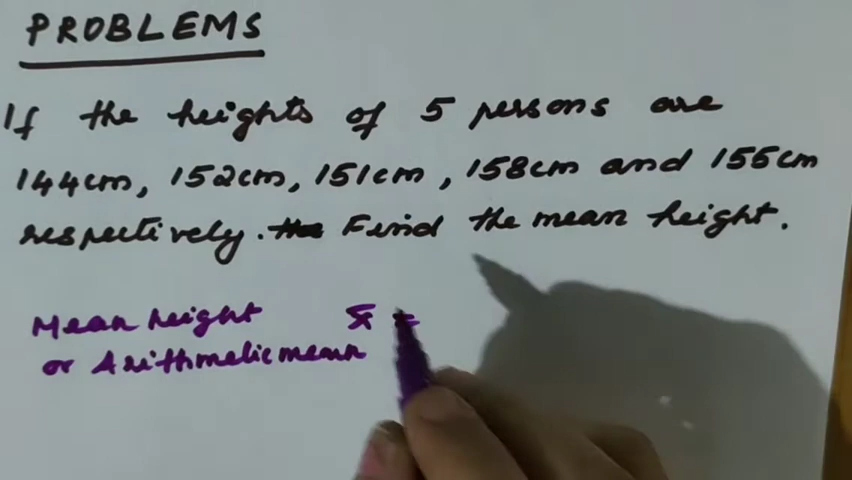 PROBLEMS
If the heights of 5 persons are
144cm, 152cm, 151cm, 158cm and 155cm
respectively. the Find the mean height.
Mean height x̄ =
or Arithmetic mean